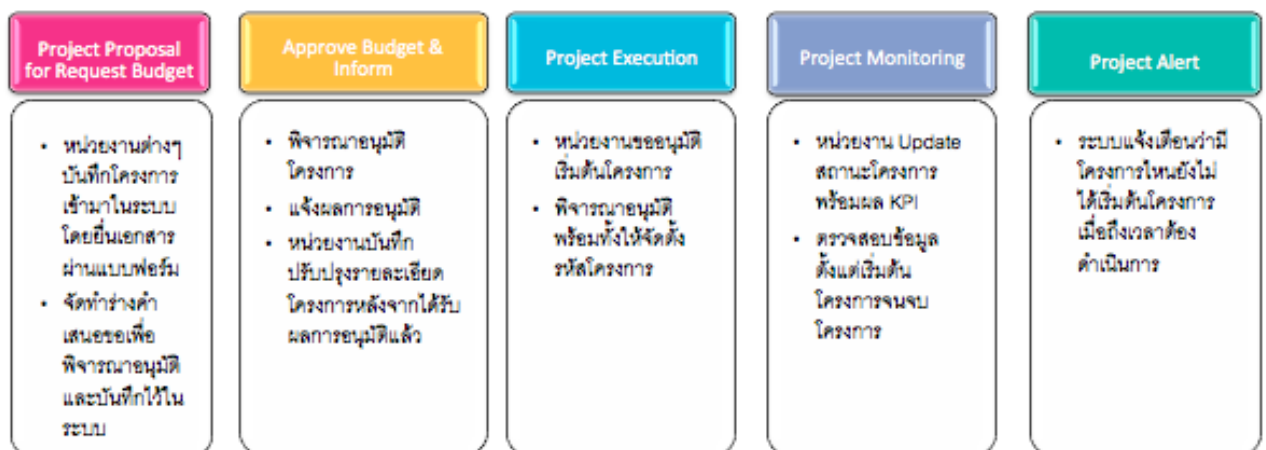 Project Proposal
for Request Budget
• หน่วยงานต่างๆ
บันทึกโครงการ
เข้ามาในระบบ
โดยยื่นเอกสาร
ผ่านแบบฟอร์ม
• จัดทำร่างคำ
เสนอขอเพื่อ
พิจารณาอนุมัติ
และบันทึกไว้ใน
ระบบ
Approve Budget &
Inform
• พิจารณาอนุมัติ
โครงการ
• แจ้งผลการอนุมัติ
• หน่วยงานบันทึก
ปรับปรุงรายละเอียด
โครงการหลังจากได้รับ
ผลการอนุมัติแล้ว
Project Execution
• หน่วยงานขออนุมัติ
เริ่มต้นโครงการ
• พิจารณาอนุมัติ
พร้อมทั้งให้จัดตั้ง
รหัสโครงการ
Project Monitoring
• หน่วยงาน Update
สถานะโครงการ
พร้อมผล KPI
• ตรวจสอบข้อมูล
ตั้งแต่เริ่มต้น
โครงการจนจบ
โครงการ
Project Alert
• ระบบแจ้งเตือนว่ามี
โครงการไหนยังไม่
ได้เริ่มต้นโครงการ
เมื่อถึงเวลาต้อง
ดำเนินการ